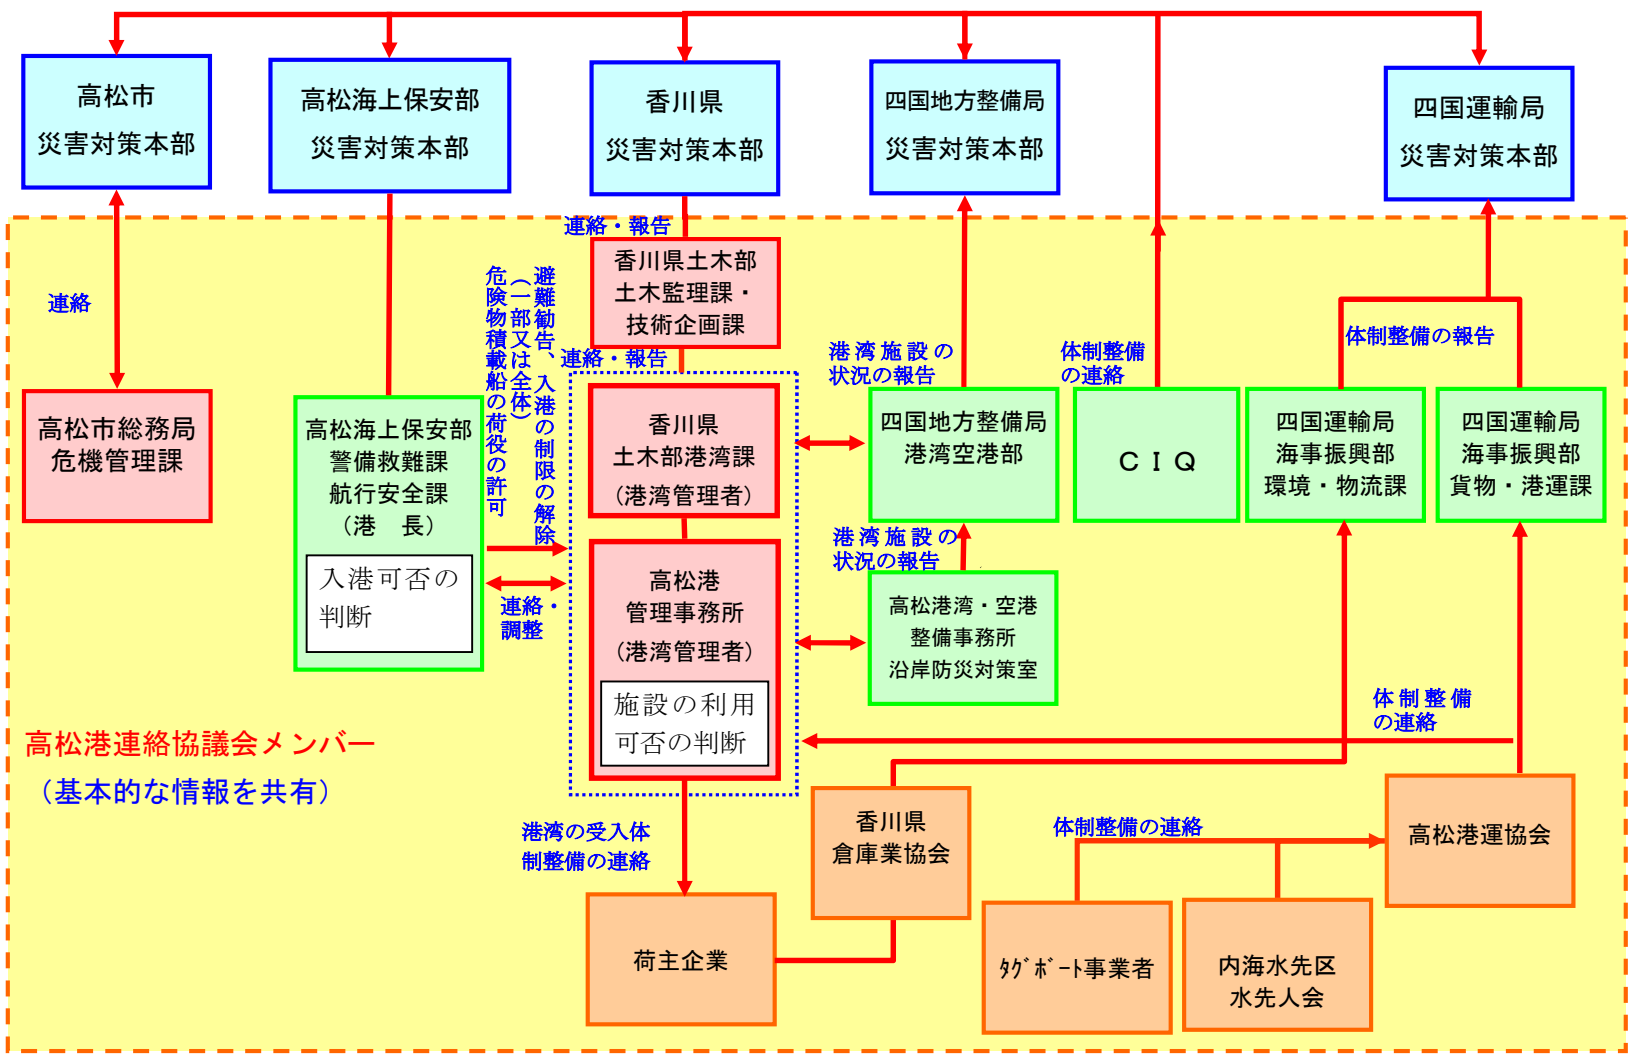 高松市
災害対策本部
高松海上保安部
災害対策本部
香川県
災害対策本部
四国地方整備局
災害対策本部
四国運輸局
災害対策本部
連絡・報告
香川県土木部
土木監理課・
技術企画課
連絡・報告
連絡
避難勧告、入港の制限の解除
（一部又は全体）
危険物積載船の荷役の許可
港湾施設の
状況の報告
体制整備
の連絡
体制整備の報告
高松市総務局
危機管理課
高松海上保安部
警備救難課
航行安全課
（港　長）
入港可否の
判断
香川県
土木部港湾課
（港湾管理者）
四国地方整備局
港湾空港部
ＣＩＱ
四国運輸局
海事振興部
環境・物流課
四国運輸局
海事振興部
貨物・港運課
連絡・
調整
高松港
管理事務所
（港湾管理者）
施設の利用
可否の判断
港湾施設の
状況の報告
高松港湾・空港
整備事務所
沿岸防災対策室
体制整備
の連絡
高松港連絡協議会メンバー
（基本的な情報を共有）
港湾の受入体
制整備の連絡
香川県
倉庫業協会
体制整備の連絡
高松港運協会
荷主企業
ﾀｸﾞﾎﾞｰﾄ事業者
内海水先区
水先人会